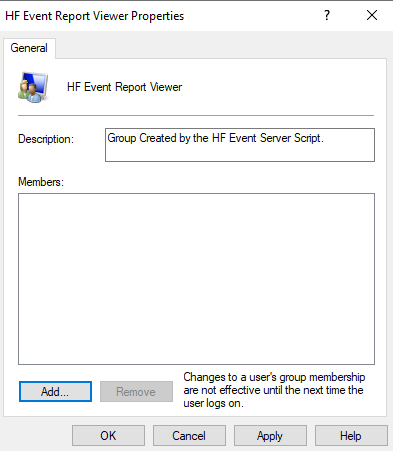 HF Event Report Viewer Properties
?
General
HF Event Report Viewer
Description:
Group Created by the HF Event Server Script.
Members:
Add...
Remove
Changes to a user's group membership
are not effective until the next time the
user logs on.
OK
Cancel
Apply
Help